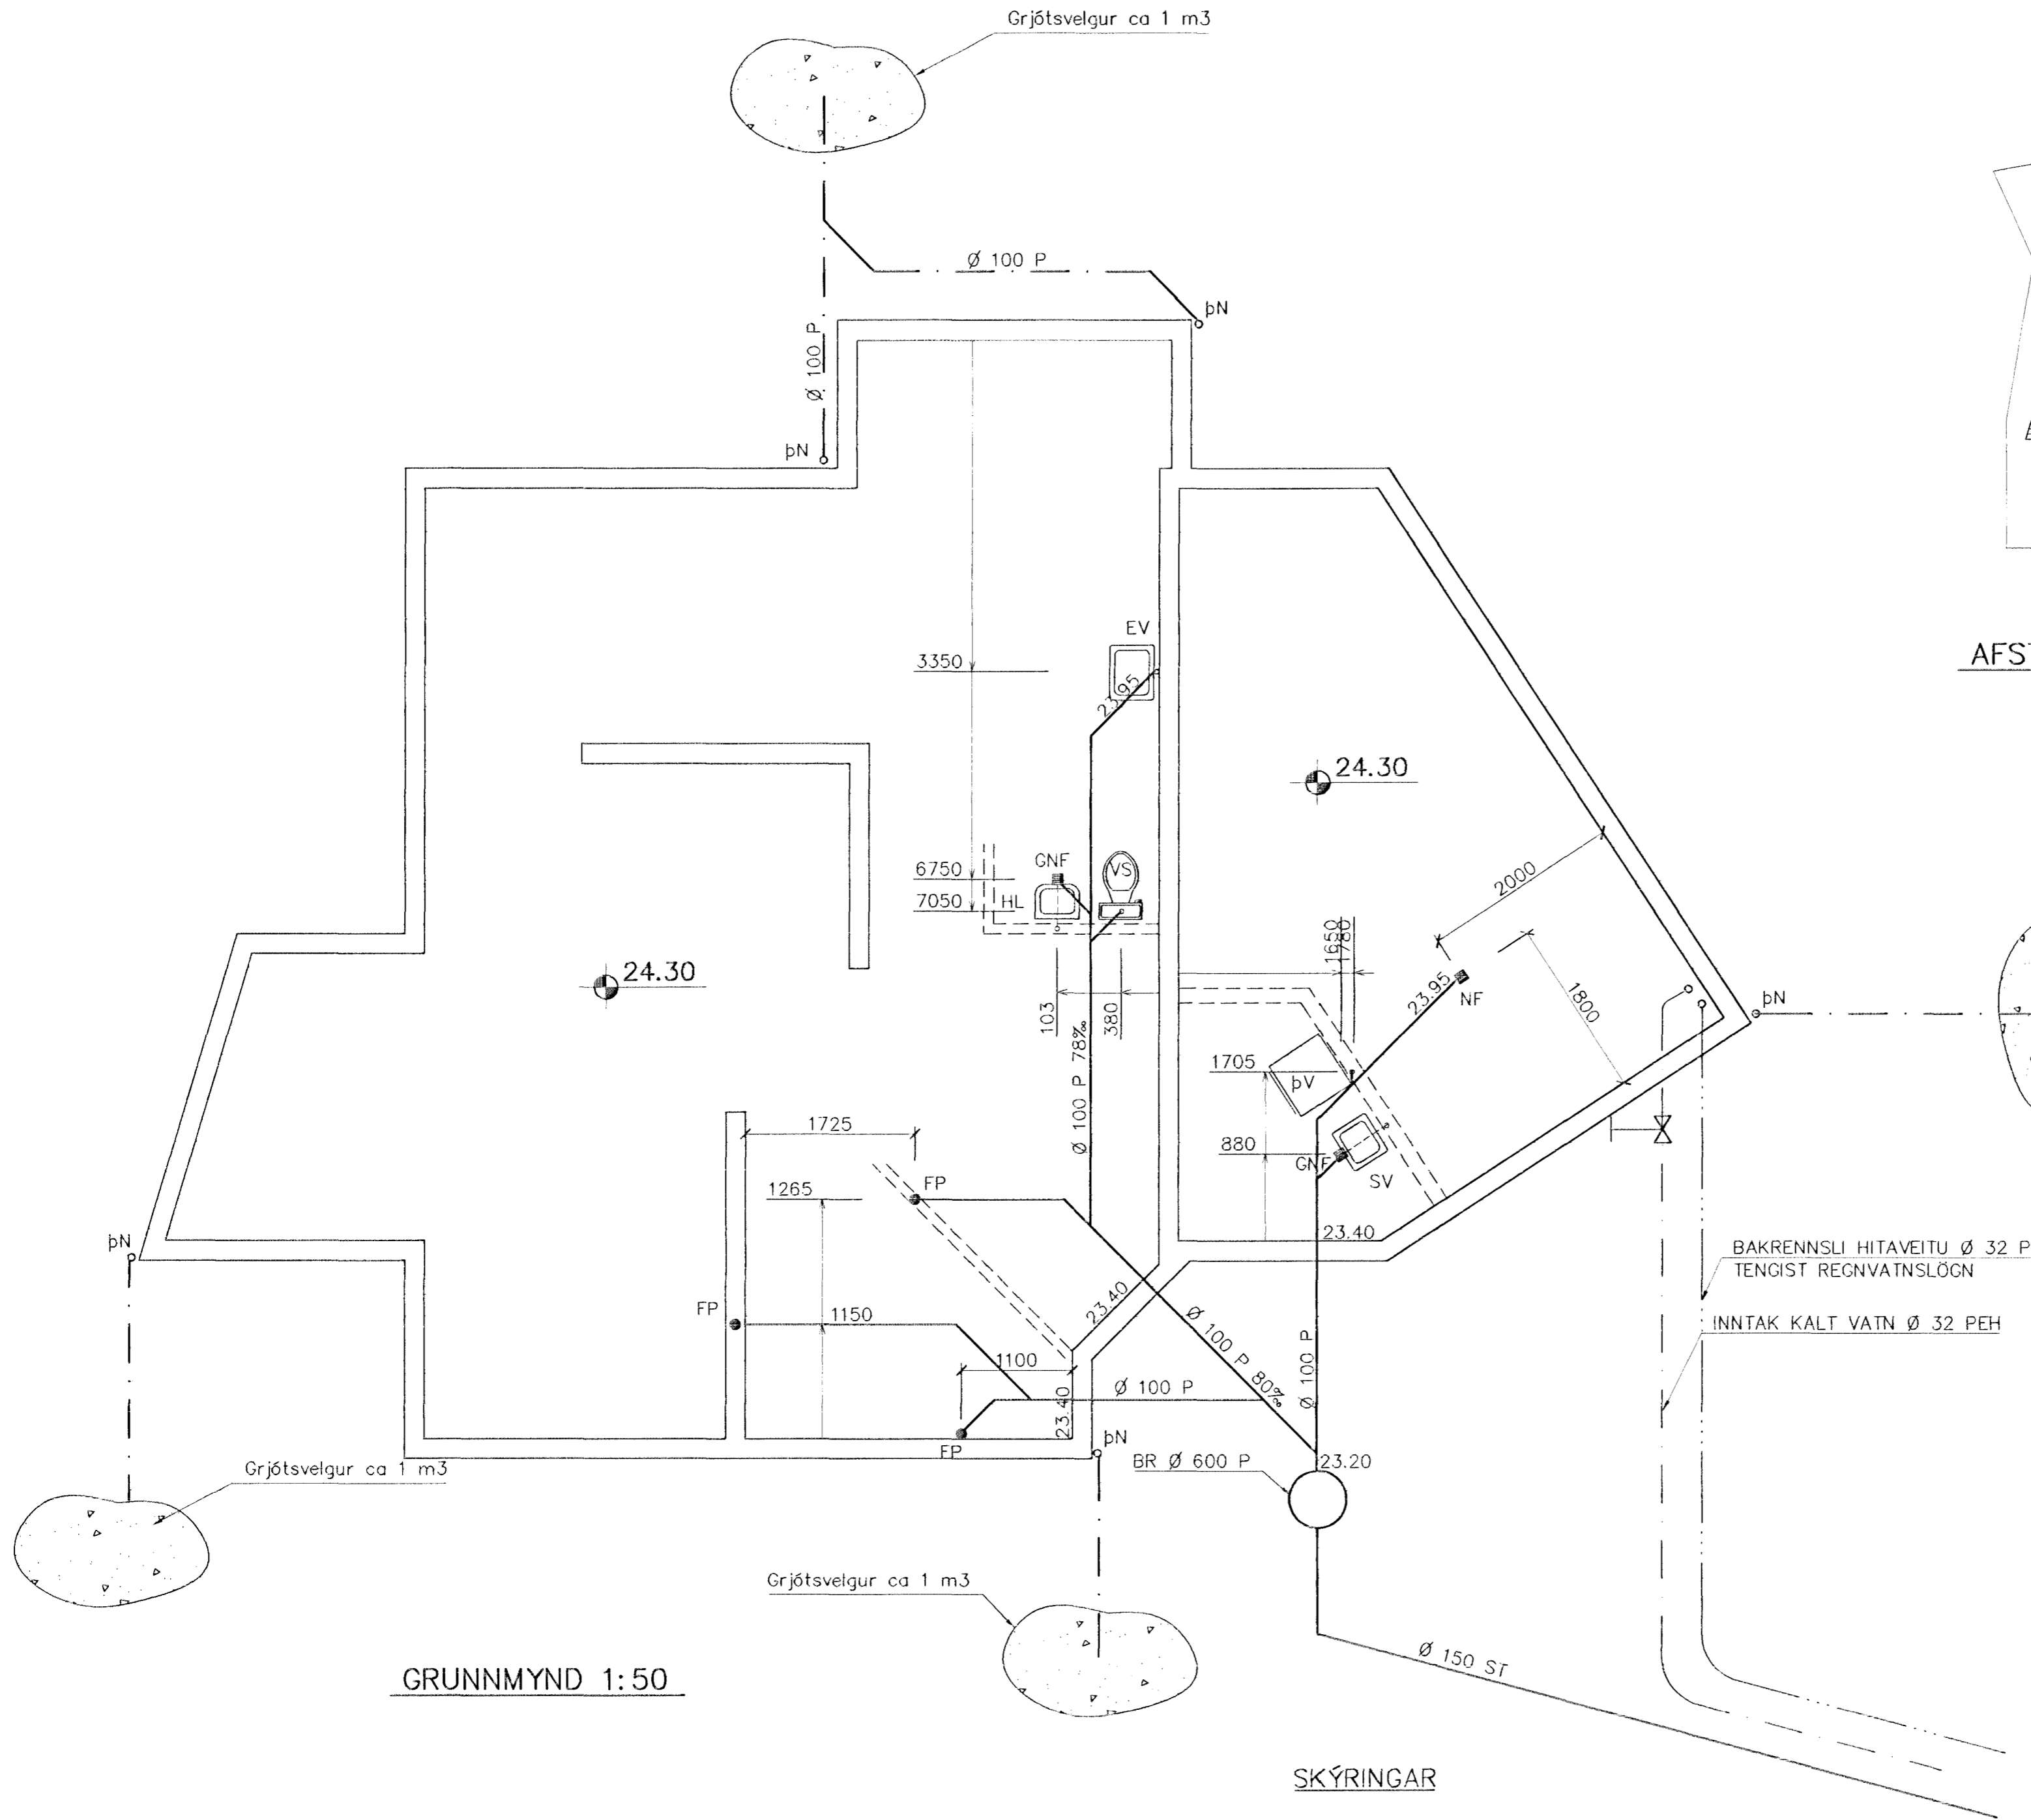 Grjótsvelgur ca 1 m3
Ø 100 P
þN
Ø 100 P
þN
EV
3350
23.95
AFS
24.30
2000
GNF
VS
6750
7050
HL
1650
1780
24.30
23.95
NF
1800
þN
103
380
Ø 100 P 78‰
1705
þV
1725
880
GNF
SV
1265
FP
23.40
þN
BAKRENNSLI HITAVEITU Ø 32 P
TENGIST REGNVATNSLÖGN
FP
1150
23.40
Ø 100 P 80‰
INNTAK KALT VATN Ø 32 PEH
1100
Ø 100 P
Ø 100 P
23.40
FP
þN
BR Ø 600 P
23.20
Grjótsvelgur ca 1 m3
Grjótsvelgur ca 1 m3
Ø 150 ST
GRUNNMYND 1:50
SKÝRINGAR